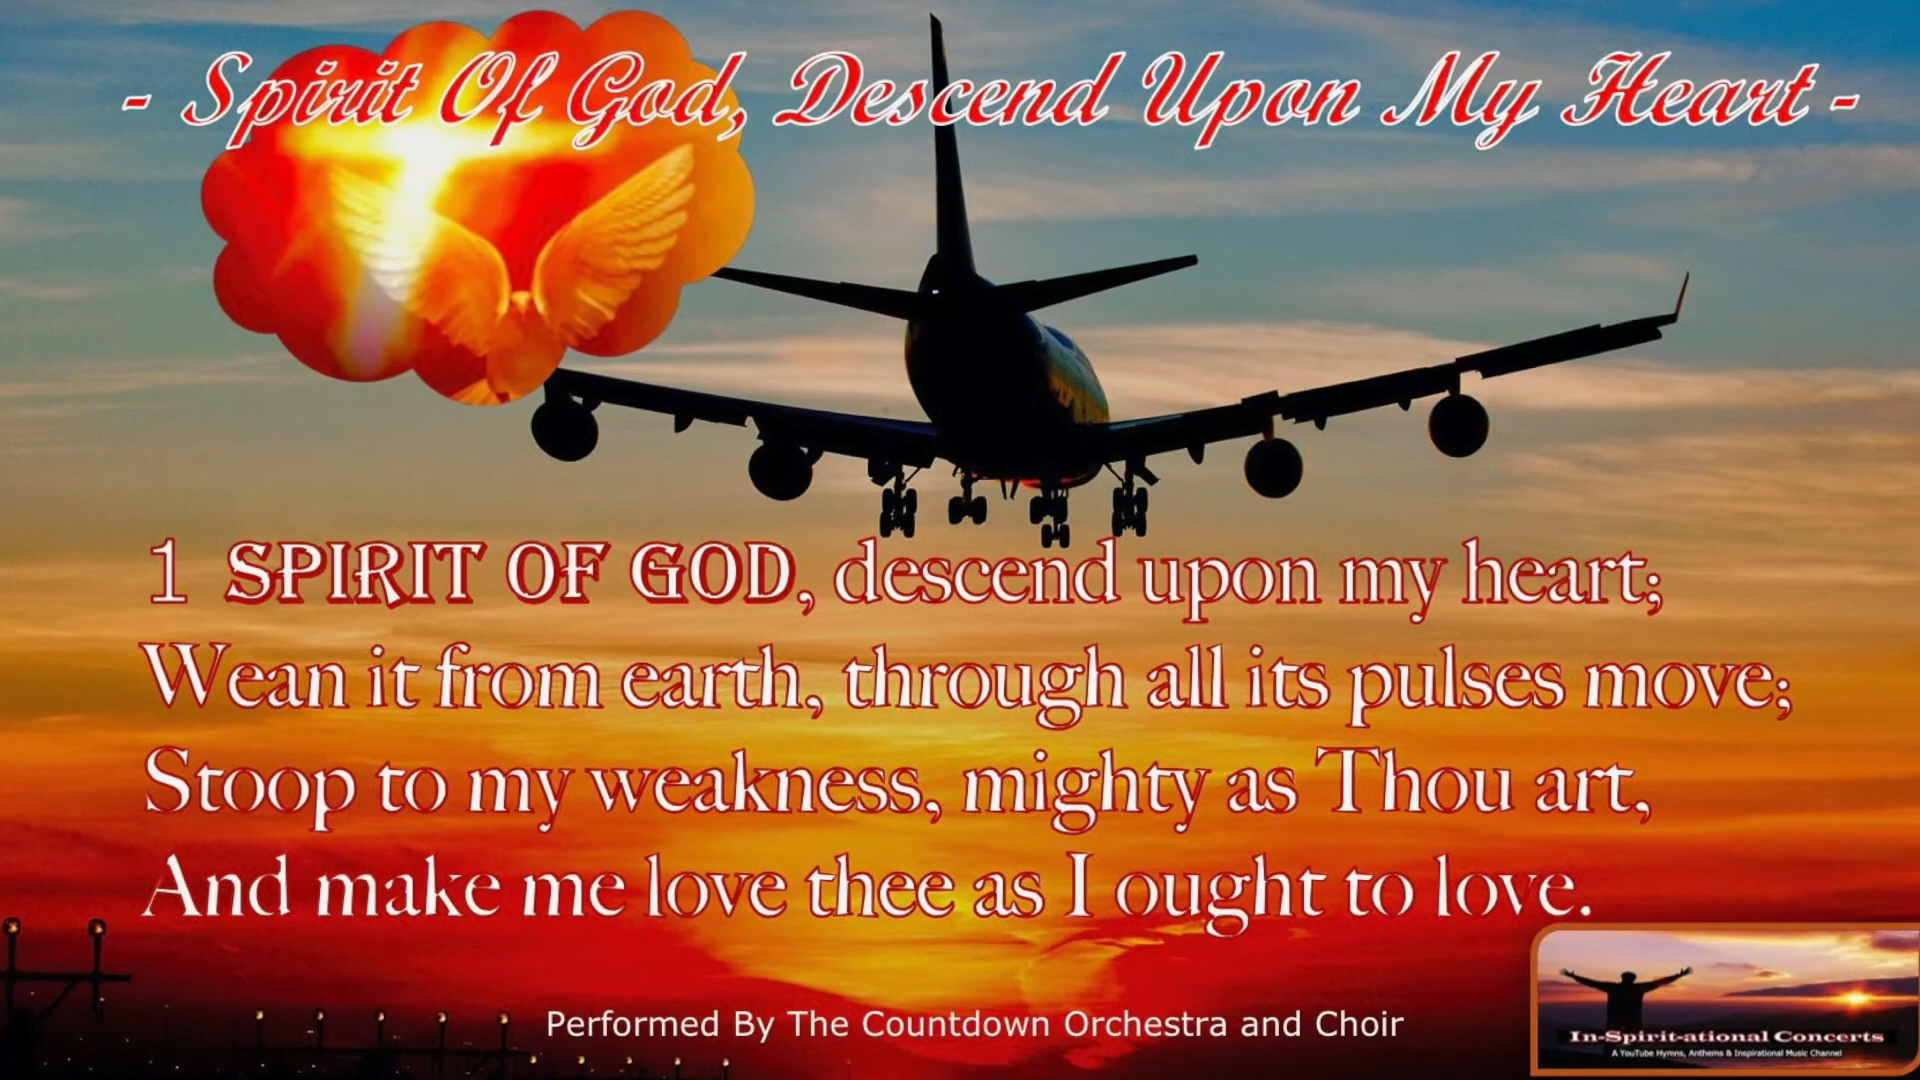 - Spirit Of God, Descend Upon My Heart -
1 SPIRIT OF GOD, descend upon my heart;
Wean it from earth, through all its pulses move;
Stoop to my weakness, mighty as Thou art,
And make me love thee as I ought to love.
Performed By The Countdown Orchestra and Choir
In-Spirit-ational Concerts
A YouTube Hymns, Anthems & Inspirational Music Channel